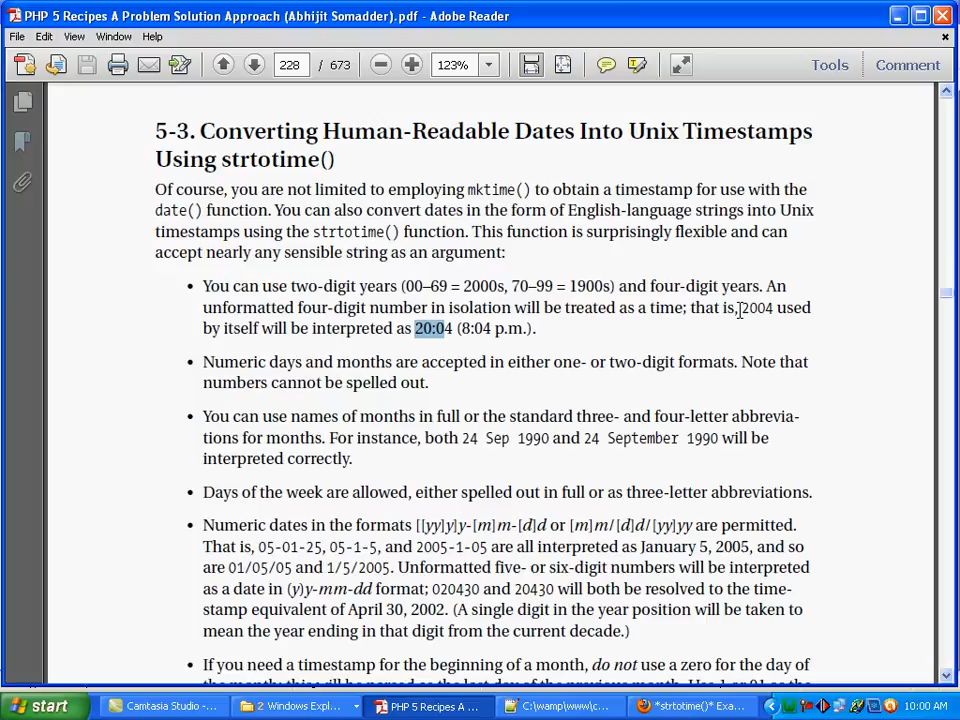 PHP 5 Recipes A Problem Solution Approach (Abhijit Somadder).pdf - Adobe Reader
File Edit View Window Help
228 / 673 123% Tools Comment
5-3. Converting Human-Readable Dates Into Unix Timestamps
Using strtotime()
Of course, you are not limited to employing mktime() to obtain a timestamp for use with the
date() function. You can also convert dates in the form of English-language strings into Unix
timestamps using the strtotime() function. This function is surprisingly flexible and can
accept nearly any sensible string as an argument:
• You can use two-digit years (00–69 = 2000s, 70–99 = 1900s) and four-digit years. An
unformatted four-digit number in isolation will be treated as a time; that is, 2004 used
by itself will be interpreted as 20:04 (8:04 p.m.).
• Numeric days and months are accepted in either one- or two-digit formats. Note that
numbers cannot be spelled out.
• You can use names of months in full or the standard three- and four-letter abbrevia-
tions for months. For instance, both 24 Sep 1990 and 24 September 1990 will be
interpreted correctly.
• Days of the week are allowed, either spelled out in full or as three-letter abbreviations.
• Numeric dates in the formats [[yy]y]y-[m]m-[d]d or [m]m/[d]d/[yy]yy are permitted.
That is, 05-01-25, 05-1-5, and 2005-1-05 are all interpreted as January 5, 2005, and so
are 01/05/05 and 1/5/2005. Unformatted five- or six-digit numbers will be interpreted
as a date in (y)y-mm-dd format; 020430 and 20430 will both be resolved to the time-
stamp equivalent of April 30, 2002. (A single digit in the year position will be taken to
mean the year ending in that digit from the current decade.)
• If you need a timestamp for the beginning of a month, do not use a zero for the day of
start Camtasia Studio -... 2 Windows Expl... PHP 5 Recipes A ... C:\wamp\www\c... *strtotime()* Exa... 10:00 AM